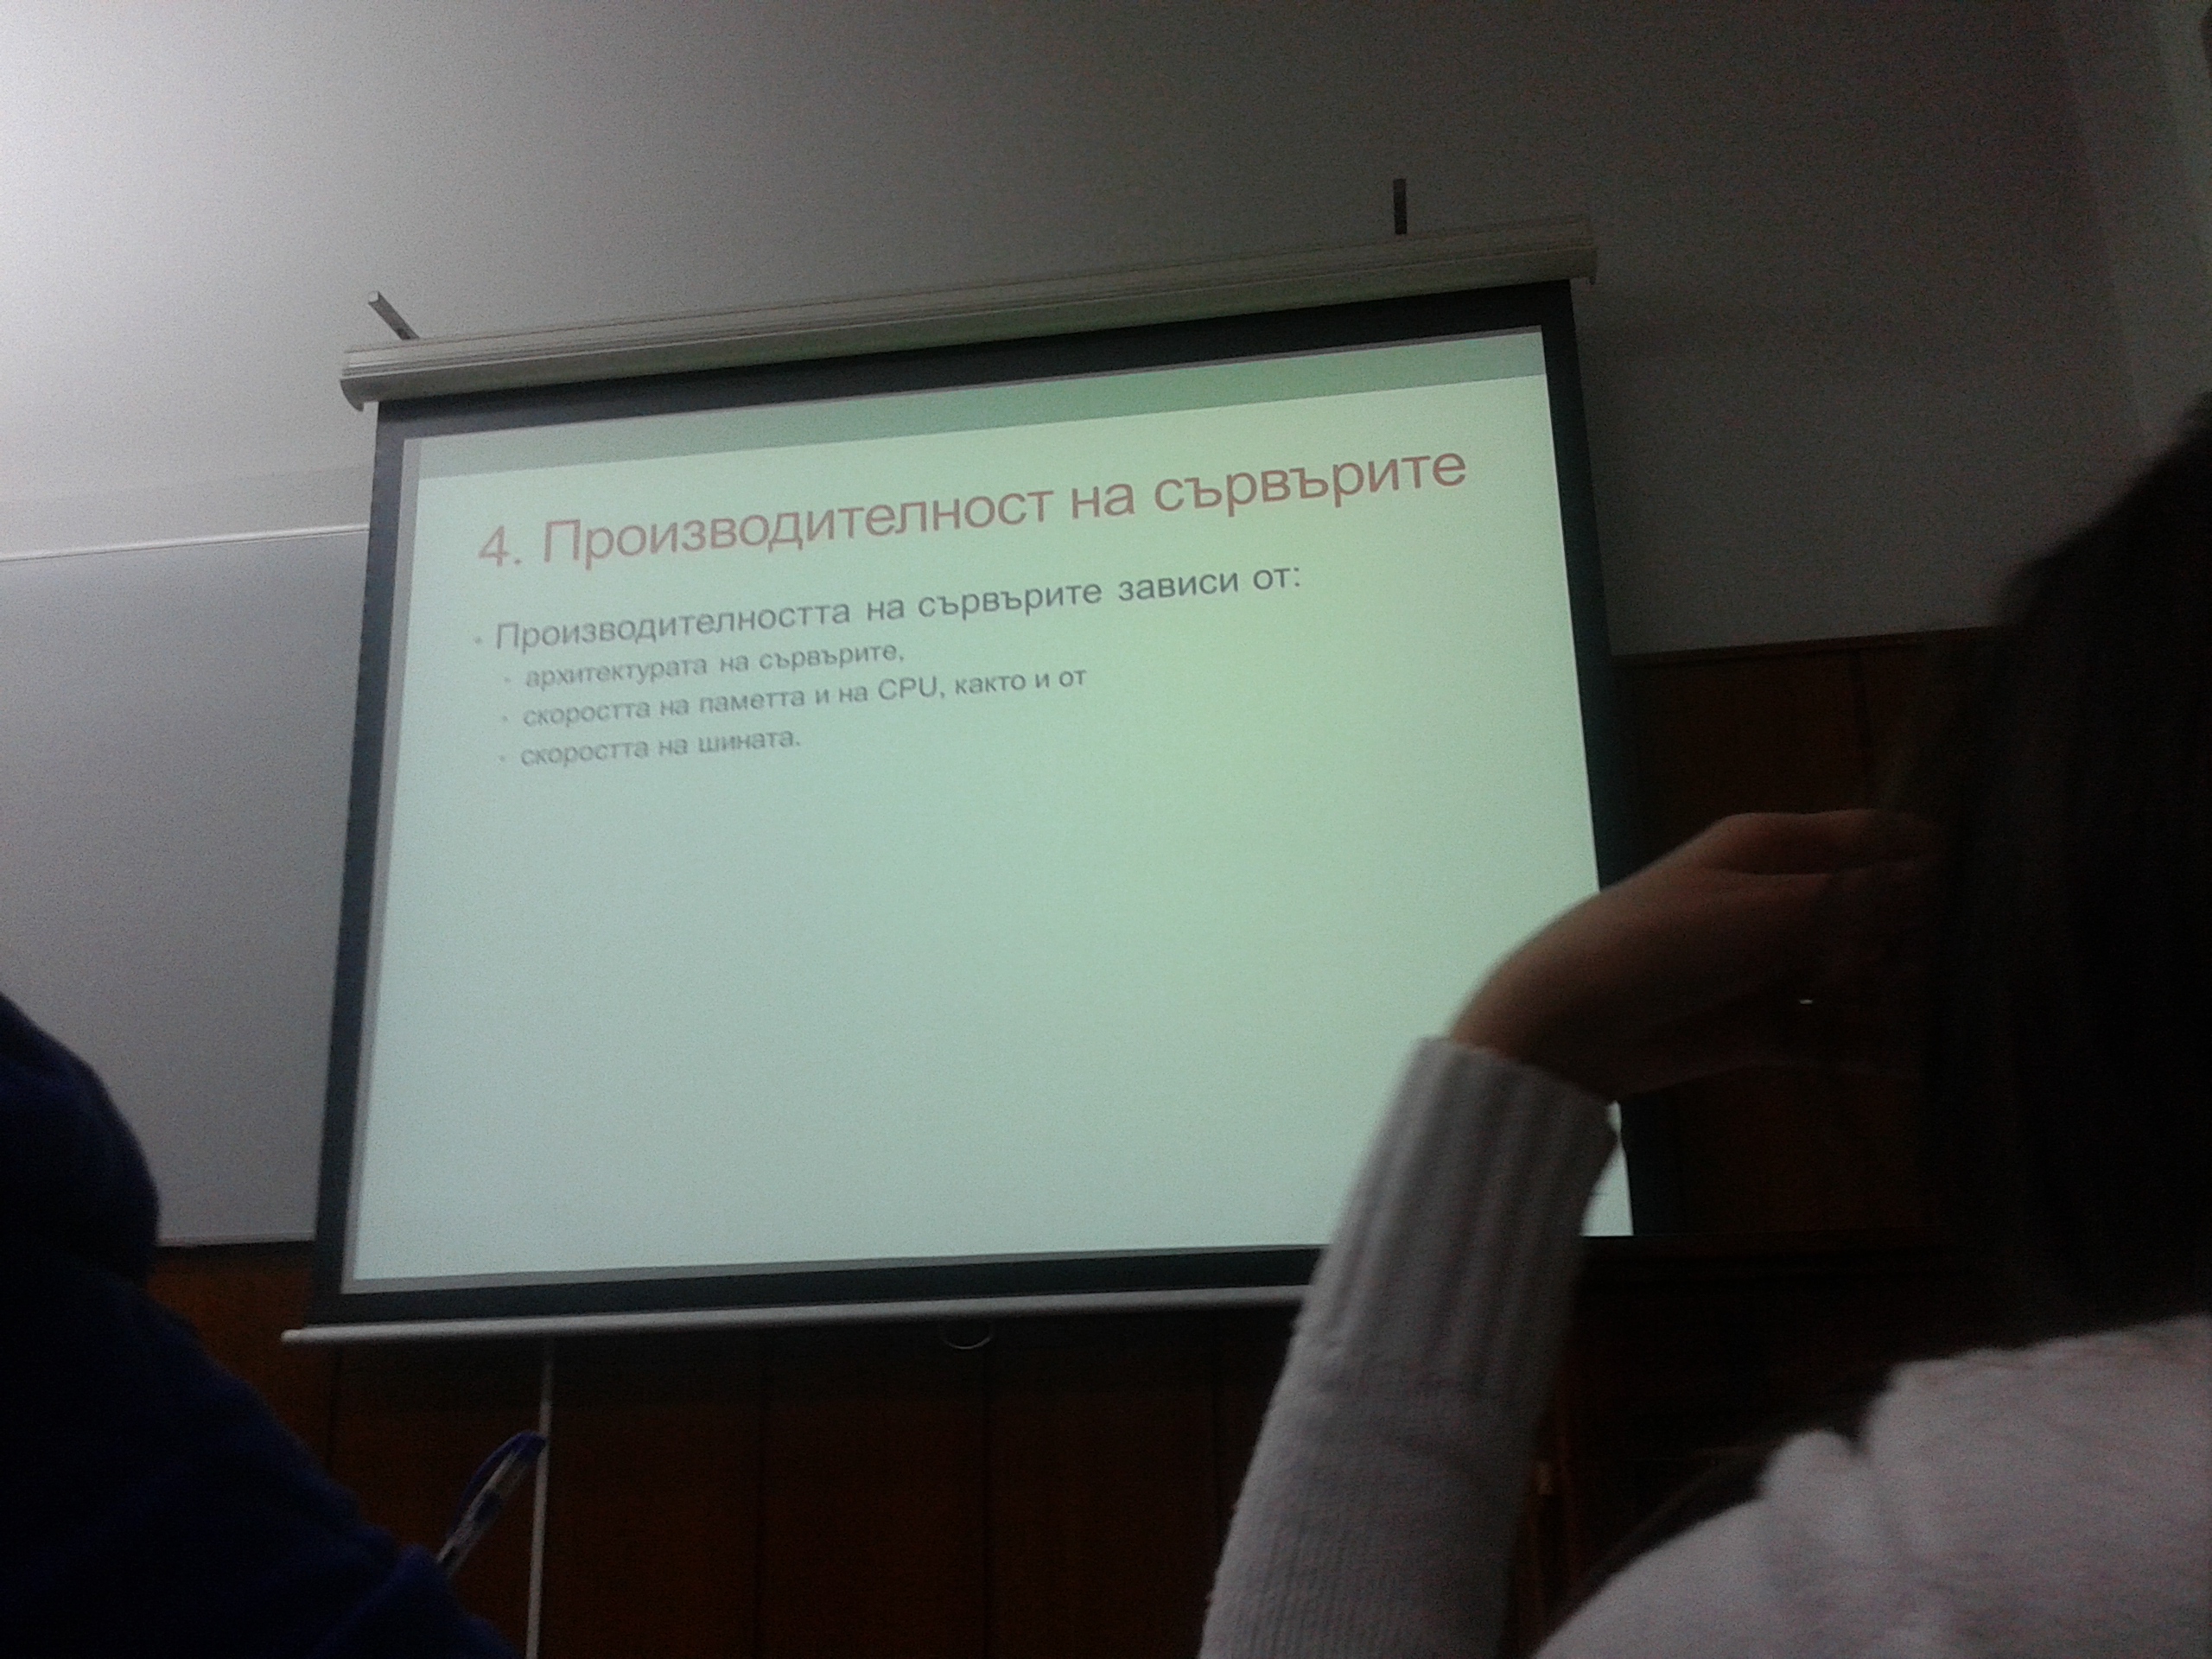 4. Производителност на сървърите
• Производителността на сървърите зависи от:
• архитектурата на сървърите,
• скоростта на паметта и на CPU, както и от
• скоростта на шината.